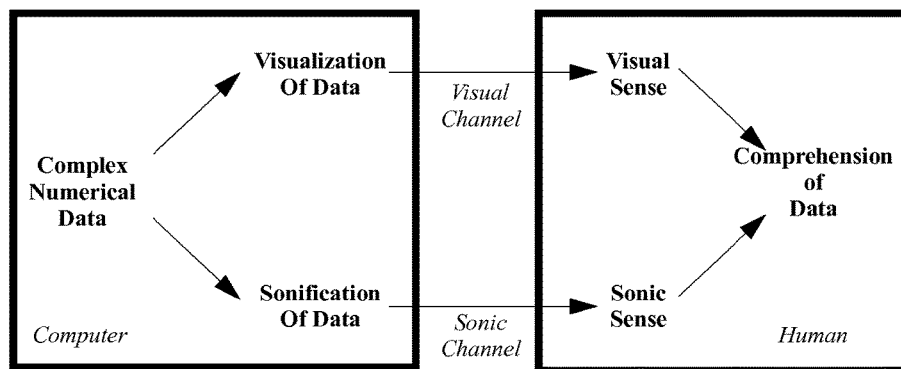 Complex
Numerical
Data
Visualization
Of Data
Sonification
Of Data
Computer
Visual
Channel
Sonic
Channel
Visual
Sense
Sonic
Sense
Comprehension
of
Data
Human